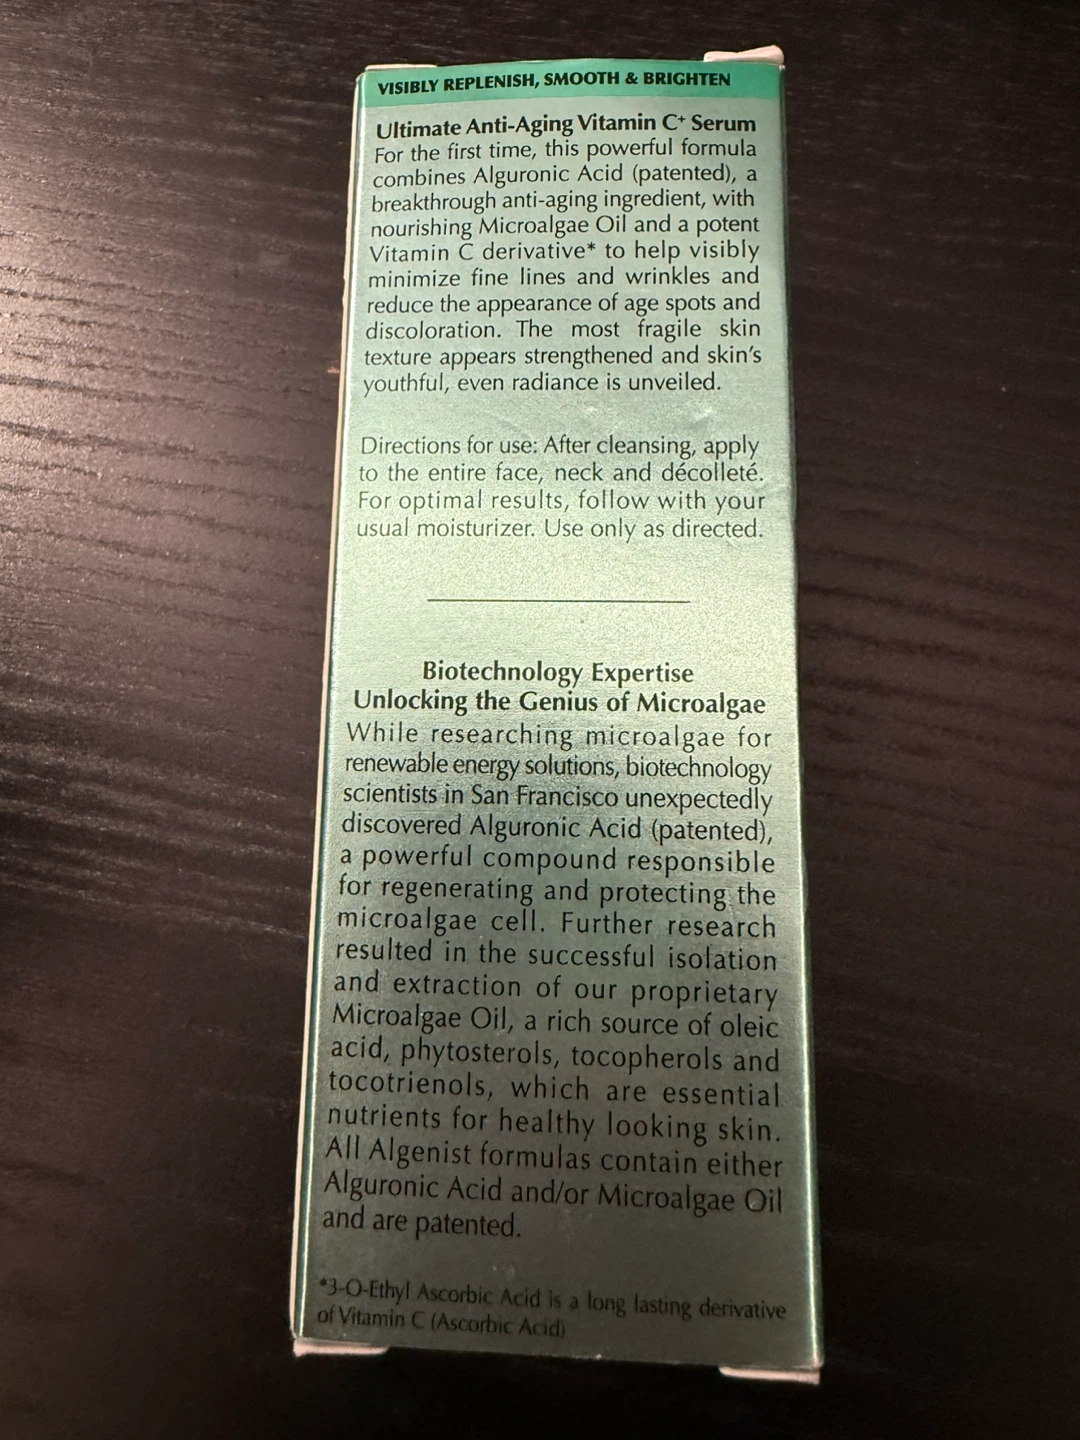 VISIBLY REPLENISH, SMOOTH & BRIGHTEN
Ultimate Anti-Aging Vitamin C⁺ Serum
For the first time, this powerful formula
combines Alguronic Acid (patented), a
breakthrough anti-aging ingredient, with
nourishing Microalgae Oil and a potent
Vitamin C derivative* to help visibly
minimize fine lines and wrinkles and
reduce the appearance of age spots and
discoloration. The most fragile skin
texture appears strengthened and skin's
youthful, even radiance is unveiled.
Directions for use: After cleansing, apply
to the entire face, neck and décolleté.
For optimal results, follow with your
usual moisturizer. Use only as directed.
Biotechnology Expertise
Unlocking the Genius of Microalgae
While researching microalgae for
renewable energy solutions, biotechnology
scientists in San Francisco unexpectedly
discovered Alguronic Acid (patented),
a powerful compound responsible
for regenerating and protecting the
microalgae cell. Further research
resulted in the successful isolation
and extraction of our proprietary
Microalgae Oil, a rich source of oleic
acid, phytosterols, tocopherols and
tocotrienols, which are essential
nutrients for healthy looking skin.
All Algenist formulas contain either
Alguronic Acid and/or Microalgae Oil
and are patented.
*3-O-Ethyl Ascorbic Acid is a long lasting derivative
of Vitamin C (Ascorbic Acid)